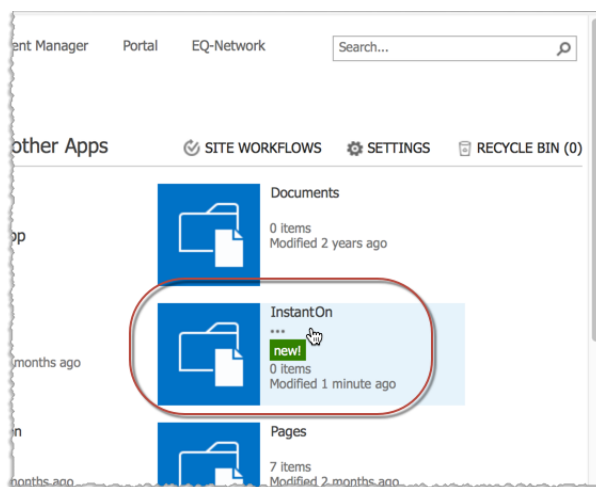 ent Manager Portal EQ-Network Search...
other Apps SITE WORKFLOWS SETTINGS RECYCLE BIN (0)
Documents
0 items
Modified 2 years ago
pp
InstantOn
...
new!
0 items
Modified 1 minute ago
months ago
n
Pages
7 items
Modified 2 months ago
months ago